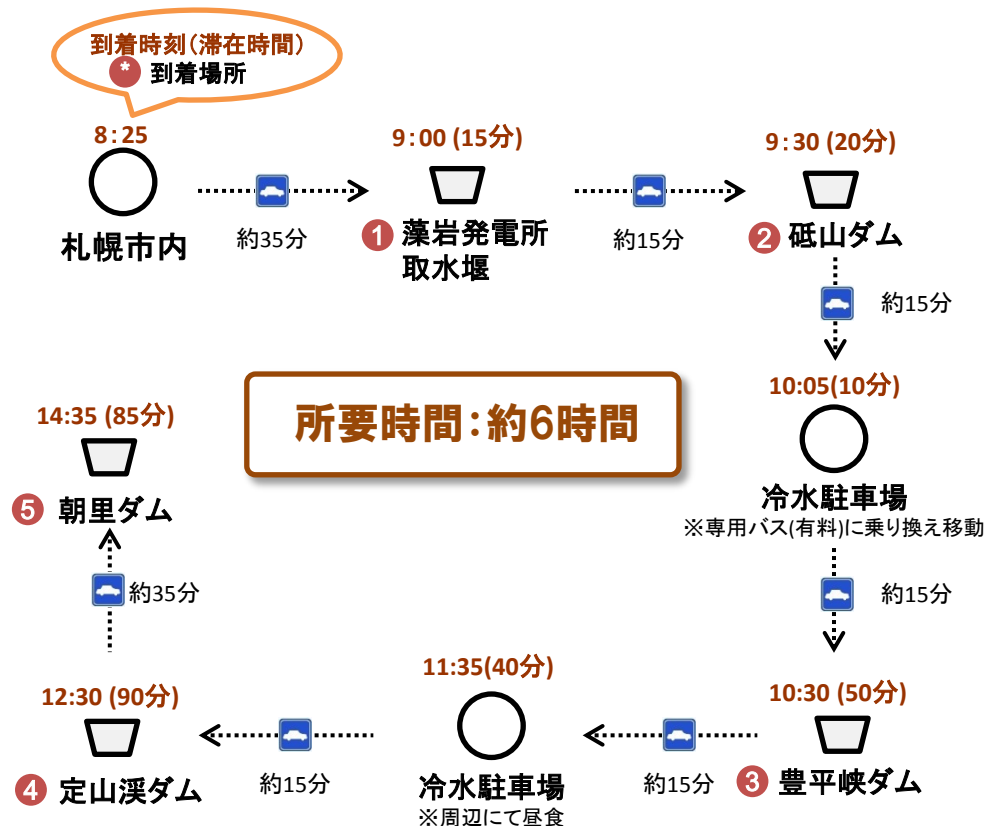 到着時刻(滞在時間)
* 到着場所
8:25
札幌市内
約35分
9:00 (15分)
1 藻岩発電所
取水堰
約15分
9:30 (20分)
2 砥山ダム
約15分
10:05(10分)
冷水駐車場
※専用バス(有料)に乗り換え移動
約15分
10:30 (50分)
3 豊平峡ダム
約15分
11:35(40分)
冷水駐車場
※周辺にて昼食
約15分
12:30 (90分)
4 定山渓ダム
約35分
14:35 (85分)
5 朝里ダム
所要時間:約6時間